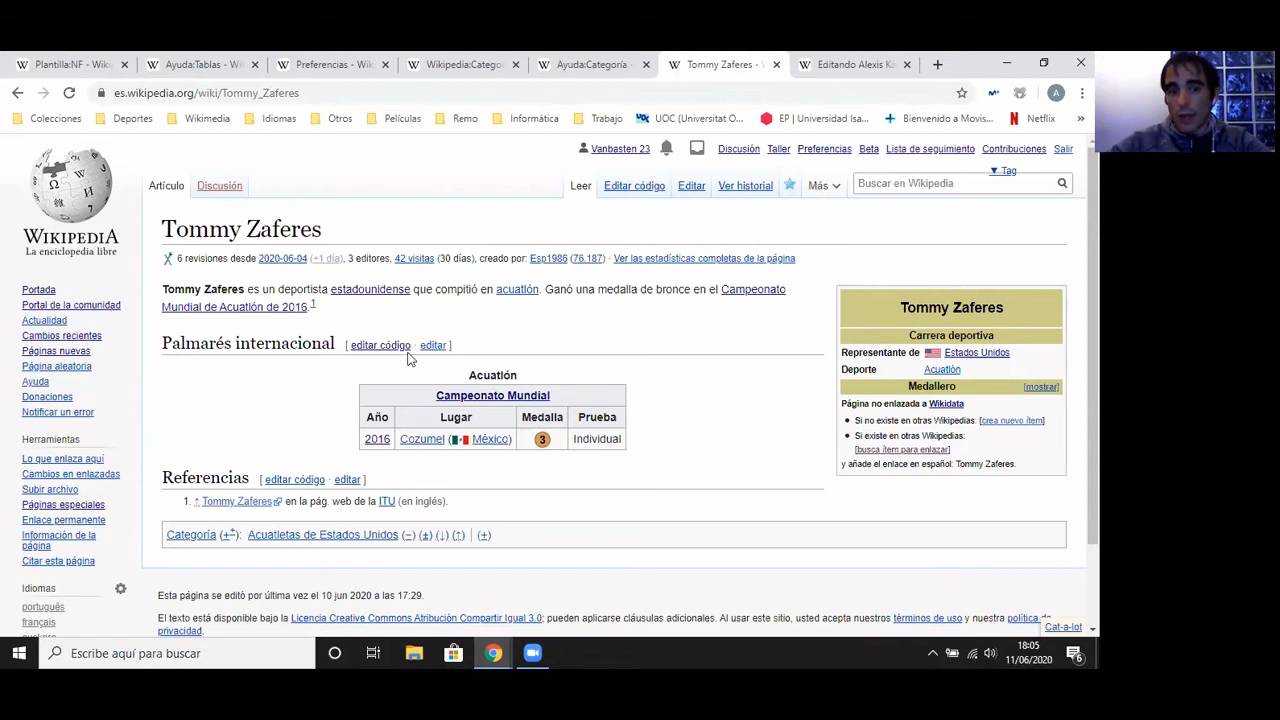 Plantilla:NF - Wiki
Ayuda:Tablas - Wi
Preferencias - Wik
Wikipedia:Catego
Ayuda:Categoría -
Tommy Zaferes - 
Editando Alexis Ka
es.wikipedia.org/wiki/Tommy_Zaferes
A
Colecciones
Deportes
Wikimedia
Idiomas
Otros
Películas
Remo
Informática
Trabajo
UOC (Universitat O...
EP | Universidad Isa...
Bienvenido a Movis...
Netflix
»
Vanbasten 23
Discusión Taller Preferencias Beta Lista de seguimiento Contribuciones Salir
▼ Tag
Artículo Discusión
Leer Editar código Editar Ver historial Más
Buscar en Wikipedia
WIKIPEDIA
La enciclopedia libre
Portada
Portal de la comunidad
Actualidad
Cambios recientes
Páginas nuevas
Página aleatoria
Ayuda
Donaciones
Notificar un error
Herramientas
Lo que enlaza aquí
Cambios en enlazadas
Subir archivo
Páginas especiales
Enlace permanente
Información de la
página
Citar esta página
Idiomas
português
français
Tommy Zaferes
6 revisiones desde 2020-06-04 (+1 día), 3 editores, 42 visitas (30 días), creado por: Esp1986 (76.187) · Ver las estadísticas completas de la página
Tommy Zaferes es un deportista estadounidense que compitió en acuatlón. Ganó una medalla de bronce en el Campeonato
Mundial de Acuatlón de 2016.1
Palmarés internacional [ editar código · editar ]
Acuatlón
Campeonato Mundial
Año Lugar Medalla Prueba
2016 Cozumel (México) 3 Individual
Referencias [ editar código · editar ]
1. ↑ Tommy Zaferes en la pág. web de la ITU (en inglés).
Categoría (++): Acuatletas de Estados Unidos (−) (±) (↓) (↑) | (+)
Tommy Zaferes
Carrera deportiva
Representante de Estados Unidos
Deporte Acuatlón
Medallero [mostrar]
Página no enlazada a Wikidata
• Si no existe en otras Wikipedias: [crea nuevo ítem]
• Si existe en otras Wikipedias:
[busca ítem para enlazar]
y añade el enlace en español: Tommy Zaferes.
Esta página se editó por última vez el 10 jun 2020 a las 17:29.
El texto está disponible bajo la Licencia Creative Commons Atribución Compartir Igual 3.0; pueden aplicarse cláusulas adicionales. Al usar este sitio, usted acepta nuestros términos de uso y nuestra política de
privacidad.
Cat-a-lot
Escribe aquí para buscar
18:05
11/06/2020
6